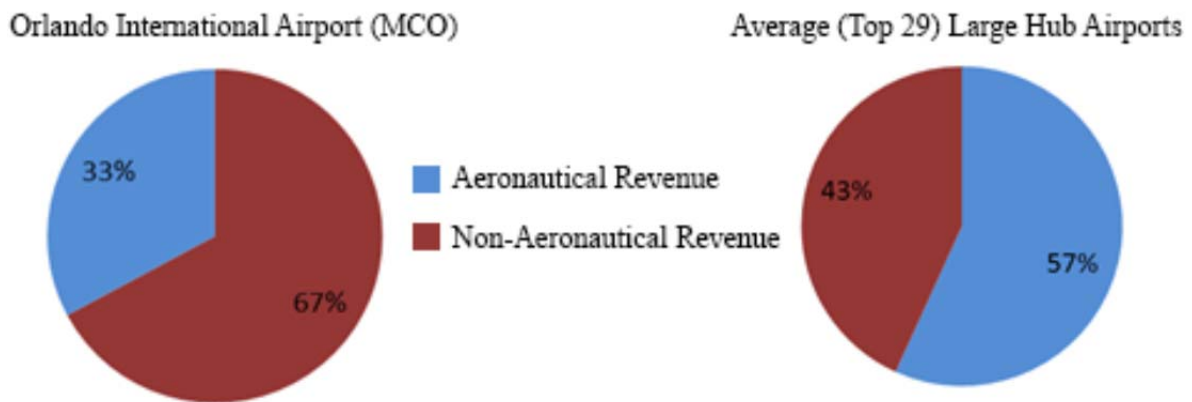 Orlando International Airport (MCO)
Average (Top 29) Large Hub Airports
33%
67%
Aeronautical Revenue
Non-Aeronautical Revenue
43%
57%